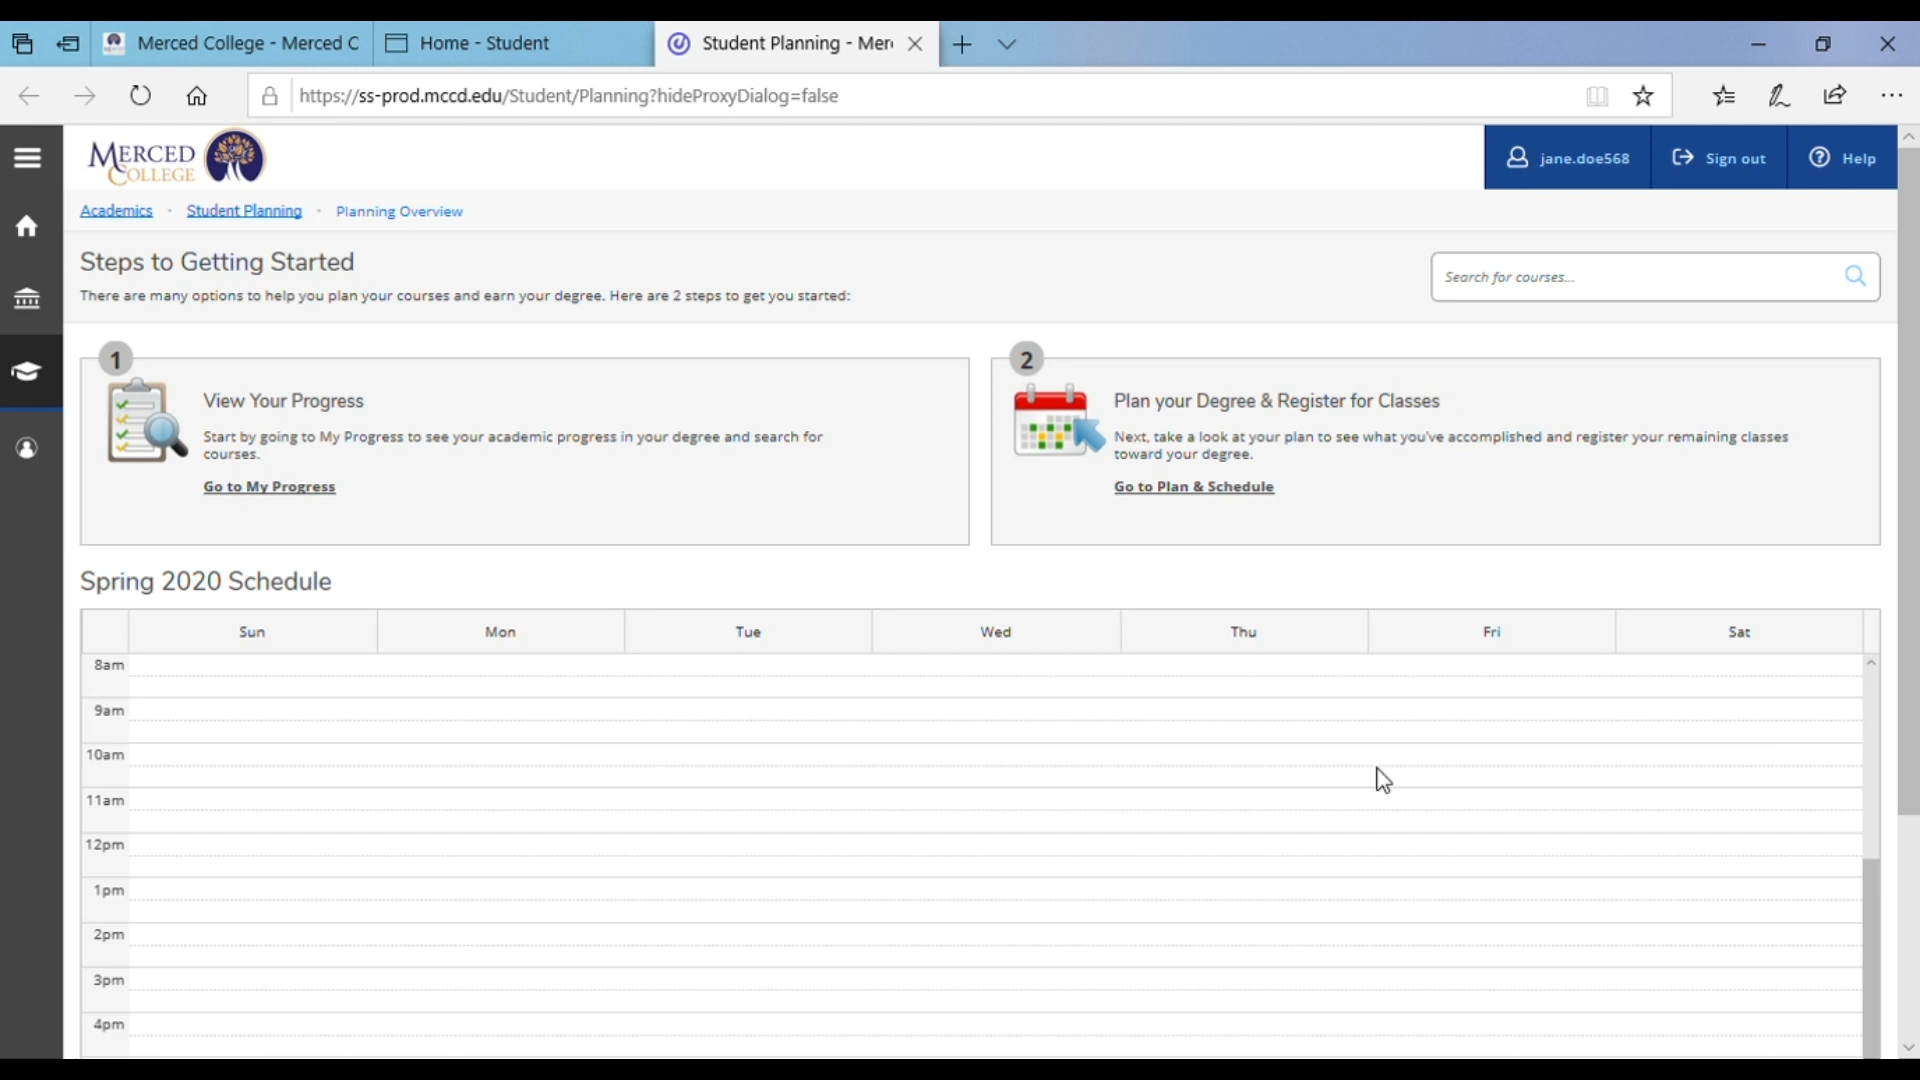 Merced College - Merced C
Home - Student
Student Planning - Mer
https://ss-prod.mccd.edu/Student/Planning?hideProxyDialog=false
MERCED
COLLEGE
jane.doe568
Sign out
Help
Academics · Student Planning · Planning Overview
Steps to Getting Started
There are many options to help you plan your courses and earn your degree. Here are 2 steps to get you started:
Search for courses...
1
View Your Progress
Start by going to My Progress to see your academic progress in your degree and search for
courses.
Go to My Progress
2
Plan your Degree & Register for Classes
Next, take a look at your plan to see what you've accomplished and register your remaining classes
toward your degree.
Go to Plan & Schedule
Spring 2020 Schedule
Sun Mon Tue Wed Thu Fri Sat
8am
9am
10am
11am
12pm
1pm
2pm
3pm
4pm